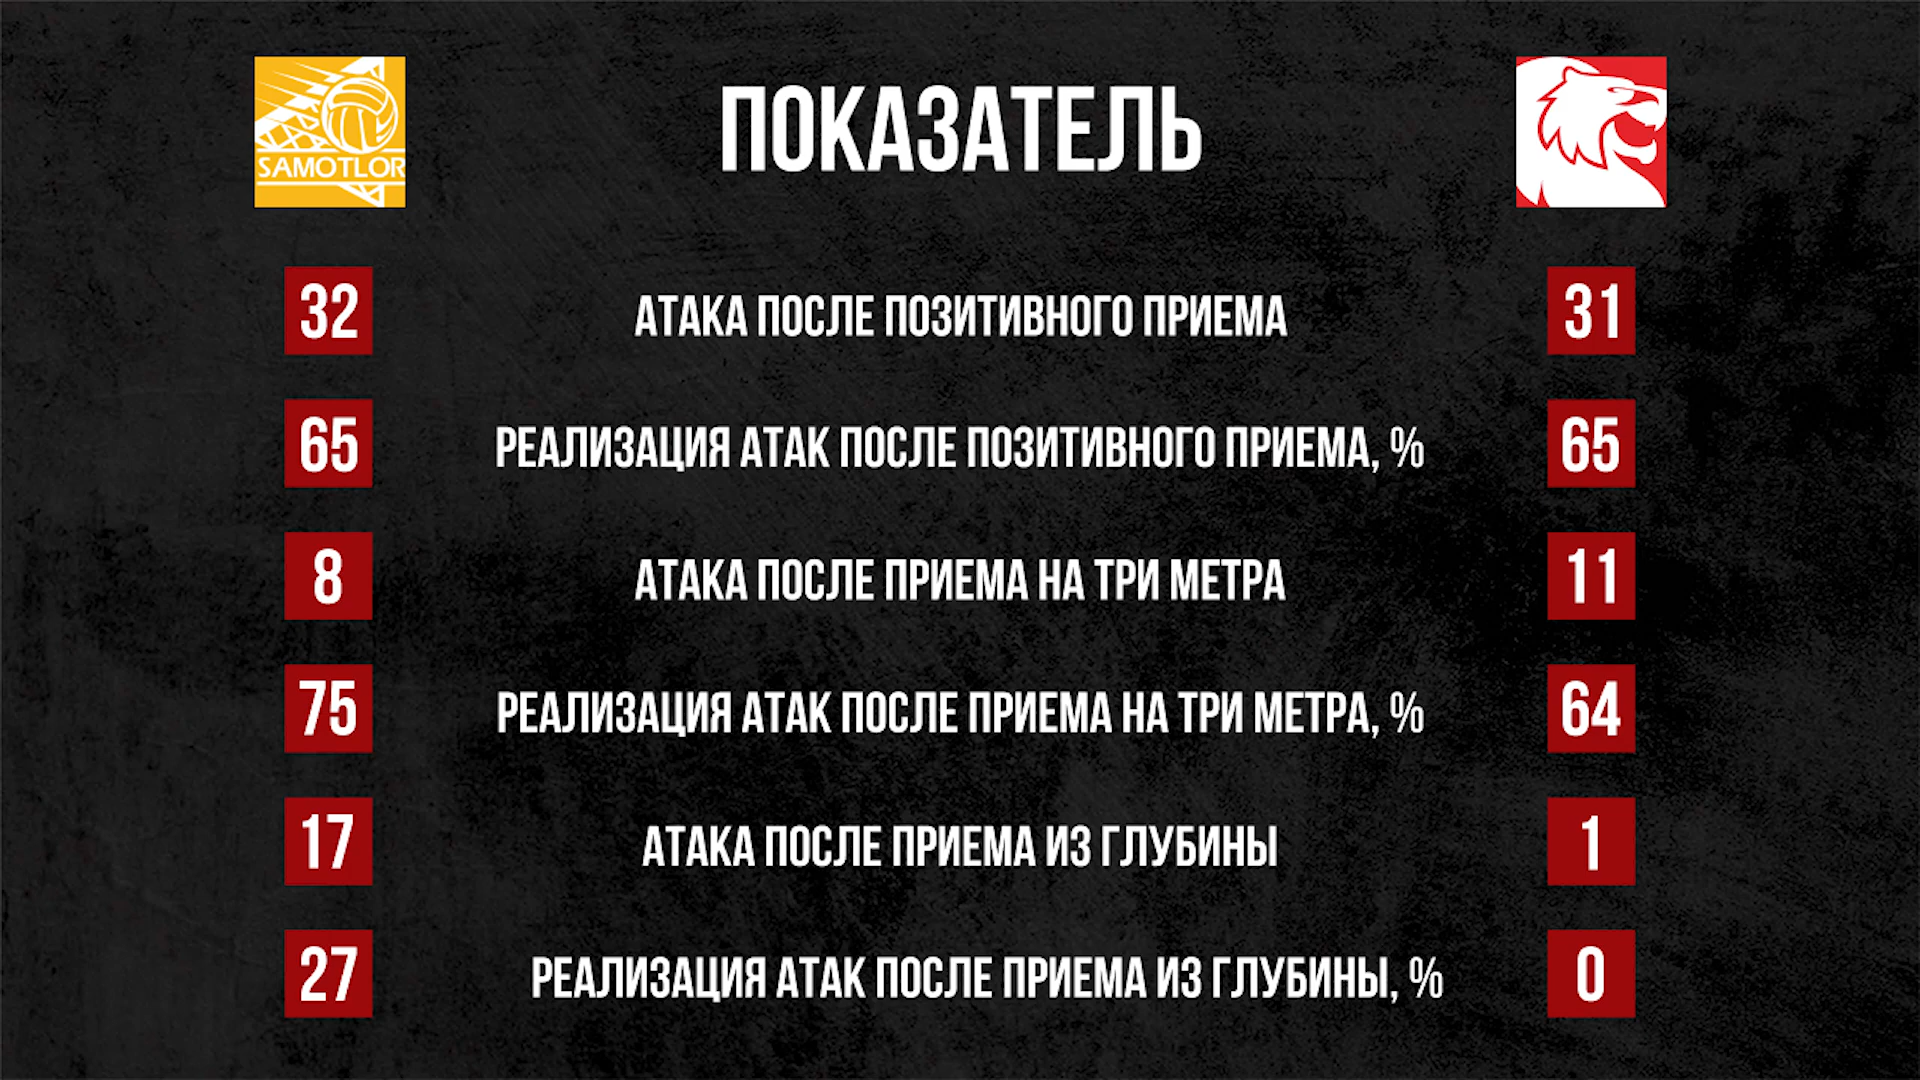 SAMOTLOR
ПОКАЗАТЕЛЬ
32 АТАКА ПОСЛЕ ПОЗИТИВНОГО ПРИЕМА 31
65 РЕАЛИЗАЦИЯ АТАК ПОСЛЕ ПОЗИТИВНОГО ПРИЕМА, % 65
8 АТАКА ПОСЛЕ ПРИЕМА НА ТРИ МЕТРА 11
75 РЕАЛИЗАЦИЯ АТАК ПОСЛЕ ПРИЕМА НА ТРИ МЕТРА, % 64
17 АТАКА ПОСЛЕ ПРИЕМА ИЗ ГЛУБИНЫ 1
27 РЕАЛИЗАЦИЯ АТАК ПОСЛЕ ПРИЕМА ИЗ ГЛУБИНЫ, % 0